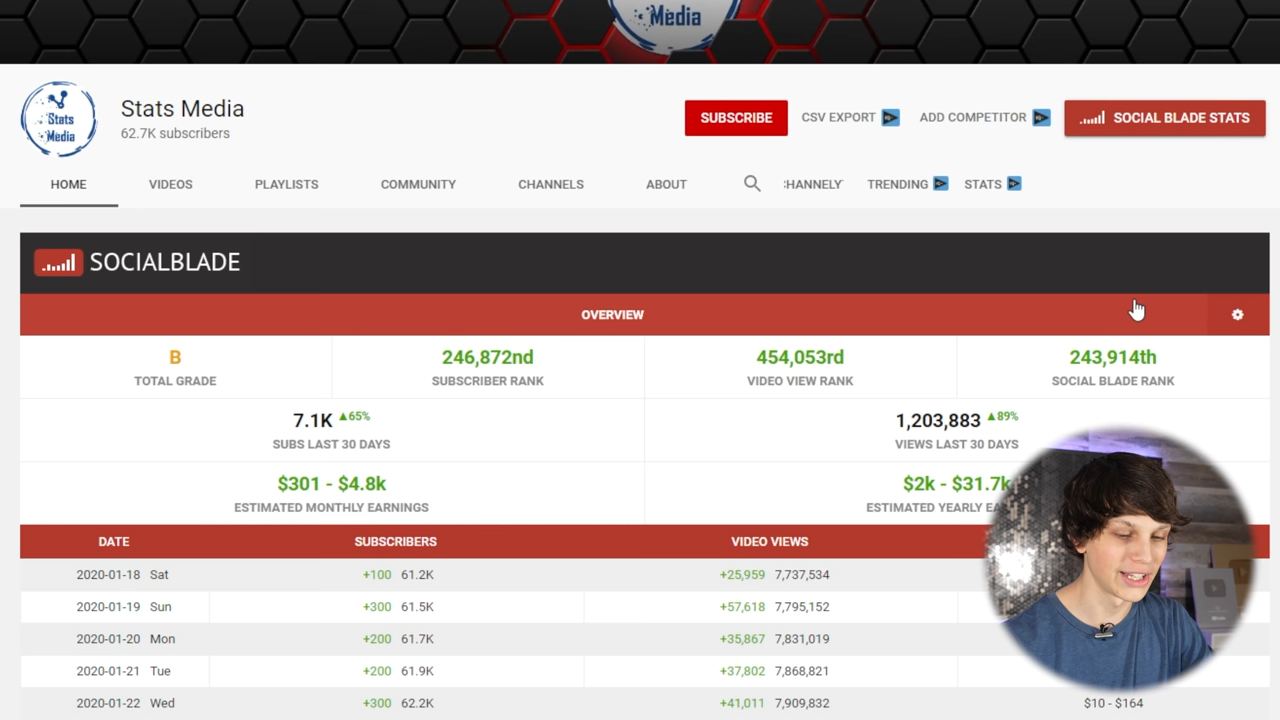 Media
Stats
Media
Stats Media
62.7K subscribers
SUBSCRIBE
CSV EXPORT
ADD COMPETITOR
SOCIAL BLADE STATS
HOME
VIDEOS
PLAYLISTS
COMMUNITY
CHANNELS
ABOUT
:HANNELY
TRENDING
STATS
SOCIALBLADE
OVERVIEW
B
246,872nd
454,053rd
243,914th
TOTAL GRADE
SUBSCRIBER RANK
VIDEO VIEW RANK
SOCIAL BLADE RANK
7.1K ▲65%
1,203,883 ▲89%
SUBS LAST 30 DAYS
VIEWS LAST 30 DAYS
$301 - $4.8k
$2k - $31.7k
ESTIMATED MONTHLY EARNINGS
ESTIMATED YEARLY EA
DATE SUBSCRIBERS VIDEO VIEWS
2020-01-18 Sat +100 61.2K +25,959 7,737,534
2020-01-19 Sun +300 61.5K +57,618 7,795,152
2020-01-20 Mon +200 61.7K +35,867 7,831,019
2020-01-21 Tue +200 61.9K +37,802 7,868,821
2020-01-22 Wed +300 62.2K +41,011 7,909,832 $10 - $164